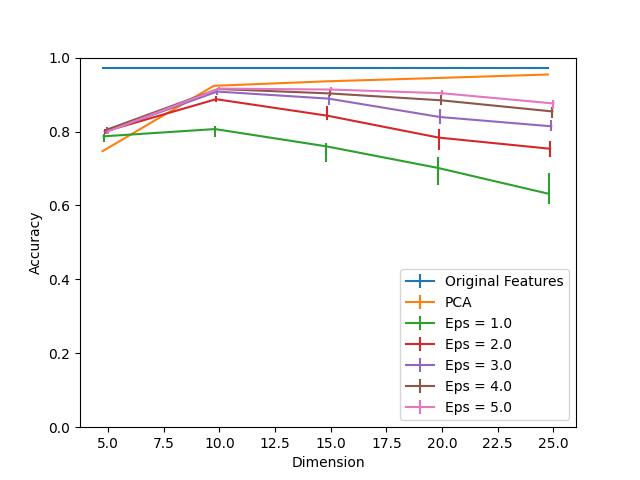 1.0
0.8
0.6
0.4
0.2
0.0
Accuracy
5.0 7.5 10.0 12.5 15.0 17.5 20.0 22.5 25.0
Dimension
Original Features
PCA
Eps = 1.0
Eps = 2.0
Eps = 3.0
Eps = 4.0
Eps = 5.0